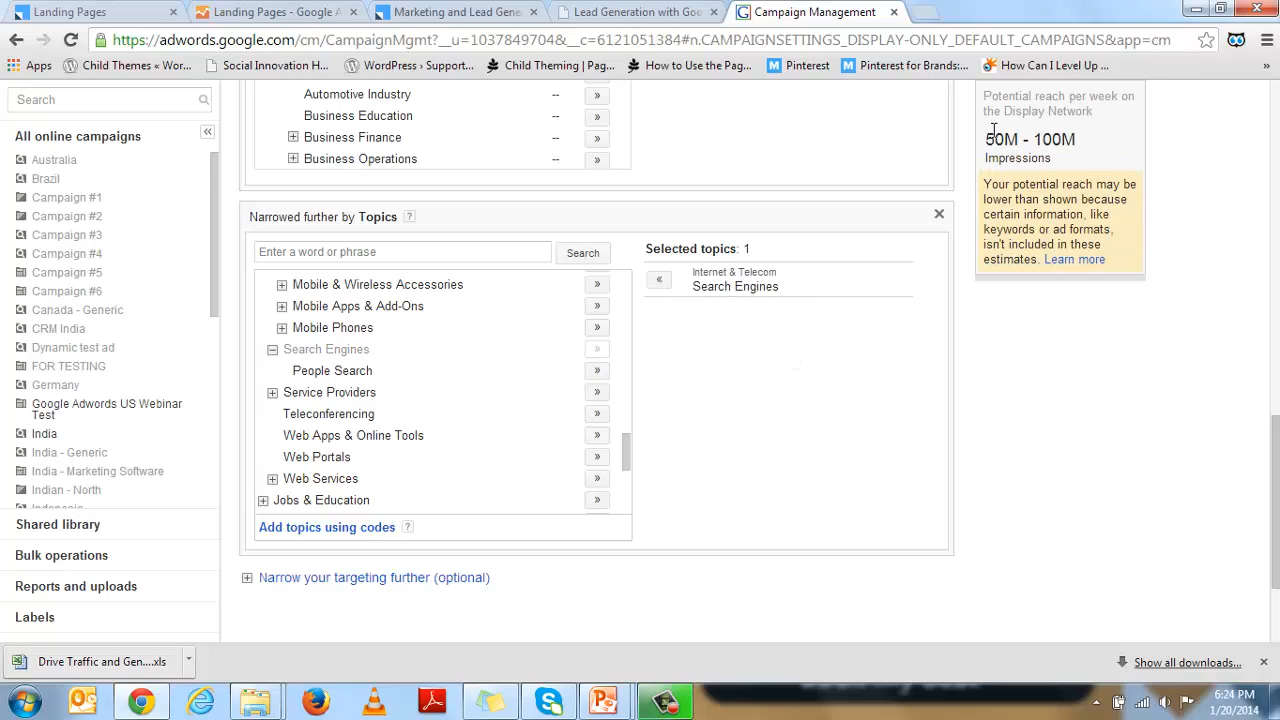 Landing Pages
Landing Pages - Google A
Marketing and Lead Gene
Lead Generation with Goo
Campaign Management
https://adwords.google.com/cm/CampaignMgmt?__u=1037849704&__c=6121051384#n.CAMPAIGNSETTINGS_DISPLAY-ONLY_DEFAULT_CAMPAIGNS&app=cm
Apps
Child Themes « Wor...
Social Innovation H...
WordPress › Support...
Child Theming | Pag...
How to Use the Pag...
Pinterest
Pinterest for Brands:...
How Can I Level Up ...
»
Search
All online campaigns
«
Australia
Brazil
Campaign #1
Campaign #2
Campaign #3
Campaign #4
Campaign #5
Campaign #6
Canada - Generic
CRM India
Dynamic test ad
FOR TESTING
Germany
Google Adwords US Webinar
Test
India
India - Generic
India - Marketing Software
Indian - North
Indonesia
Shared library
Bulk operations
Reports and uploads
Labels
Automotive Industry -- »
Business Education -- »
Business Finance -- »
Business Operations -- »
Narrowed further by Topics ?
Enter a word or phrase
Search
Mobile & Wireless Accessories »
Mobile Apps & Add-Ons »
Mobile Phones »
Search Engines »
People Search »
Service Providers »
Teleconferencing »
Web Apps & Online Tools »
Web Portals »
Web Services »
Jobs & Education »
Add topics using codes ?
Selected topics: 1
«
Internet & Telecom
Search Engines
Narrow your targeting further (optional)
Potential reach per week on
the Display Network
50M - 100M
Impressions
Your potential reach may be
lower than shown because
certain information, like
keywords or ad formats,
isn't included in these
estimates. Learn more
Drive Traffic and Gen....xls
Show all downloads...
6:24 PM
1/20/2014